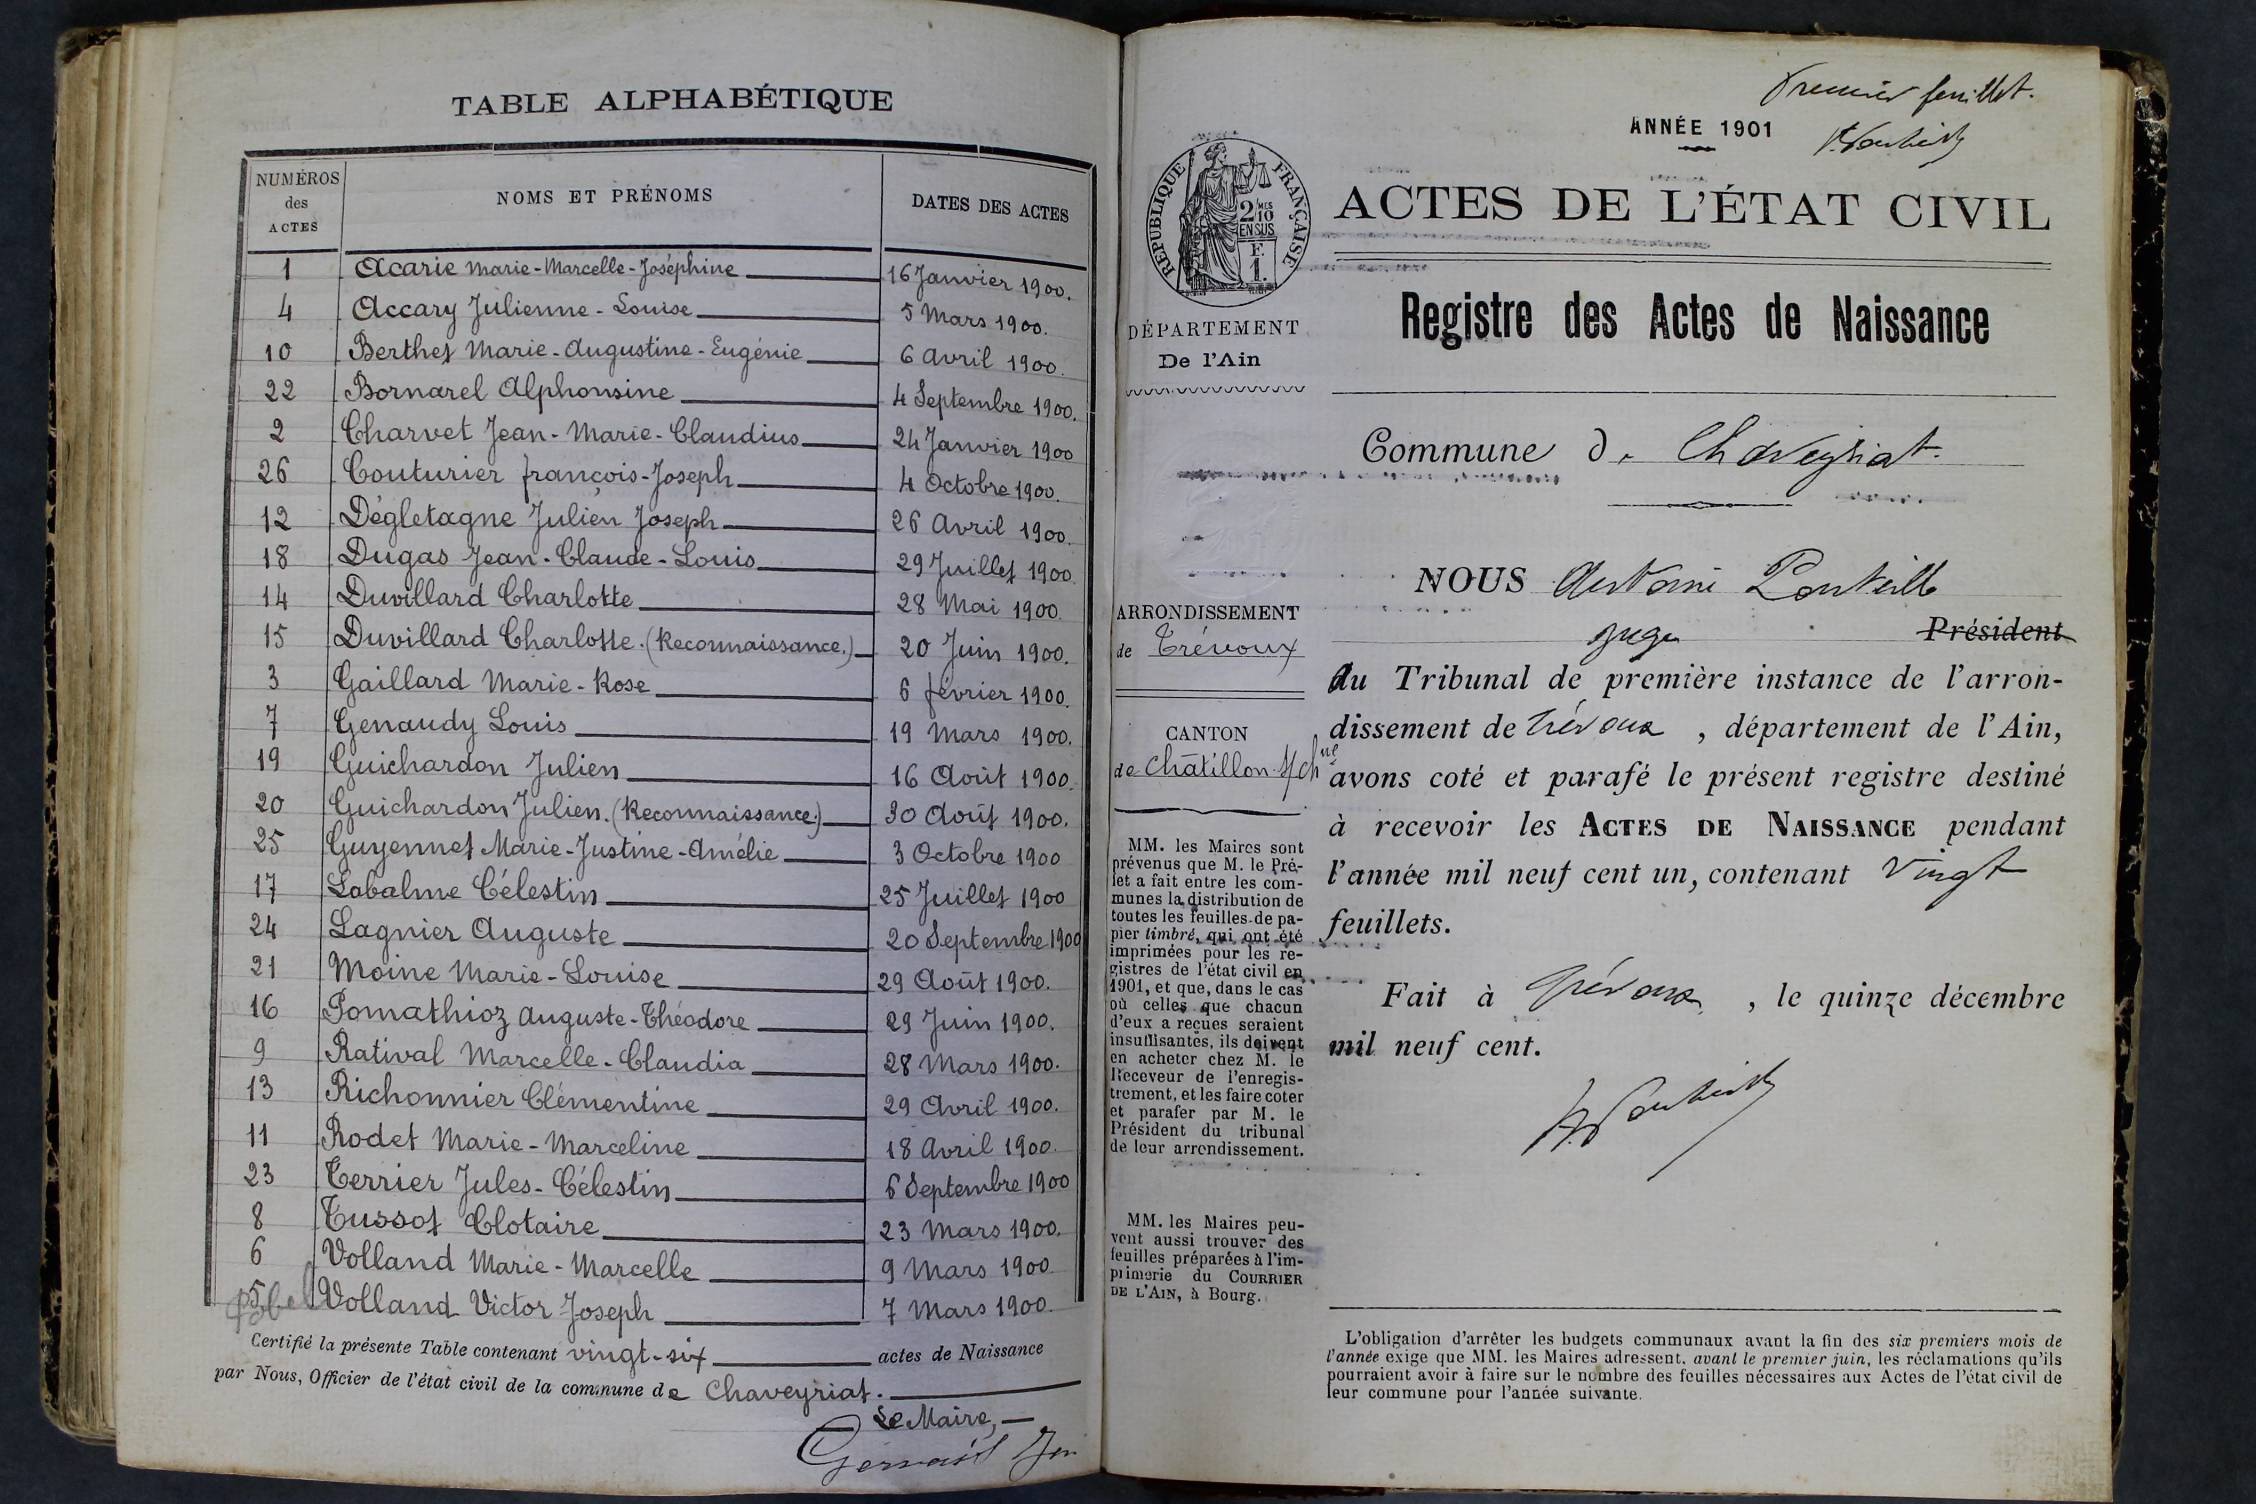 TABLE ALPHABÉTIQUE
NUMÉROS des ACTES NOMS ET PRÉNOMS DATES DES ACTES
1 Acarie Marie-Marcelle-Joséphine 16 Janvier 1900.
4 Accary Julienne-Louise 5 Mars 1900.
10 Berthet Marie-Augustine-Eugénie 6 Avril 1900.
22 Bornarel Alphonsine 4 Septembre 1900.
2 Charvet Jean-Marie-Claudius 24 Janvier 1900
26 Couturier François-Joseph 4 Octobre 1900.
12 Dégletagne Julien Joseph 26 Avril 1900.
18 Dugas Jean-Claude-Louis 29 Juillet 1900
14 Duvillard Charlotte 28 Mai 1900.
15 Duvillard Charlotte. (Reconnaissance.) 20 Juin 1900.
3 Gaillard Marie-Rose 6 février 1900.
7 Genaudy Louis 19 Mars 1900.
19 Guichardon Julien 16 Août 1900.
20 Guichardon Julien. (Reconnaissance.) 30 Août 1900.
25 Guyennet Marie-Justine-Amélie 3 Octobre 1900
17 Labalme Célestin 25 Juillet 1900
24 Lagnier Auguste 20 Septembre 1900
21 Moine Marie-Louise 29 Août 1900.
16 Pomathioz Auguste-Théodore 29 Juin 1900.
9 Ratival Marcelle-Claudia 28 Mars 1900.
13 Richonnier Clémentine 29 Avril 1900.
11 Rodet Marie-Marceline 18 Avril 1900.
23 Terrier Jules-Célestin 6 Septembre 1900
8 Tussot Clotaire 23 Mars 1900.
6 Volland Marie-Marcelle 9 Mars 1900
5 Volland Victor Joseph 7 Mars 1900.
Certifié la présente Table contenant vingt-six actes de Naissance
par Nous, Officier de l'état civil de la commune de Chaveyriat.
Le Maire,
Premier feuillet.
ANNÉE 1901
RÉPUBLIQUE FRANÇAISE
2/10 MES
EN SUS
F.
1.
ACTES DE L'ÉTAT CIVIL
Registre des Actes de Naissance
DÉPARTEMENT
De l'Ain
ARRONDISSEMENT
de Trévoux
CANTON
de Châtillon s/ch ne
MM. les Maires sont
prévenus que M. le Pré-
fet a fait entre les com-
munes la distribution de
toutes les feuilles de pa-
pier timbré, qui ont été
imprimées pour les re-
gistres de l'état civil en
1901, et que, dans le cas
où celles que chacun
d'eux a reçues seraient
insuffisantes, ils doivent
en acheter chez M. le
Receveur de l'enregis-
trement, et les faire coter
et parafer par M. le
Président du tribunal
de leur arrondissement.
MM. les Maires peu-
vent aussi trouver des
feuilles préparées à l'im-
primerie du COURRIER
DE L'AIN, à Bourg.
Commune de Chaveyriat.
NOUS Antoine
juge Président
du Tribunal de première instance de l'arron-
dissement de Trévoux, département de l'Ain,
avons coté et parafé le présent registre destiné
à recevoir les ACTES DE NAISSANCE pendant
l'année mil neuf cent un, contenant vingt
feuillets.
Fait à Trévoux, le quinze décembre
mil neuf cent.
L'obligation d'arrêter les budgets communaux avant la fin des six premiers mois de
l'année exige que MM. les Maires adressent, avant le premier juin, les réclamations qu'ils
pourraient avoir à faire sur le nombre des feuilles nécessaires aux Actes de l'état civil de
leur commune pour l'année suivante.